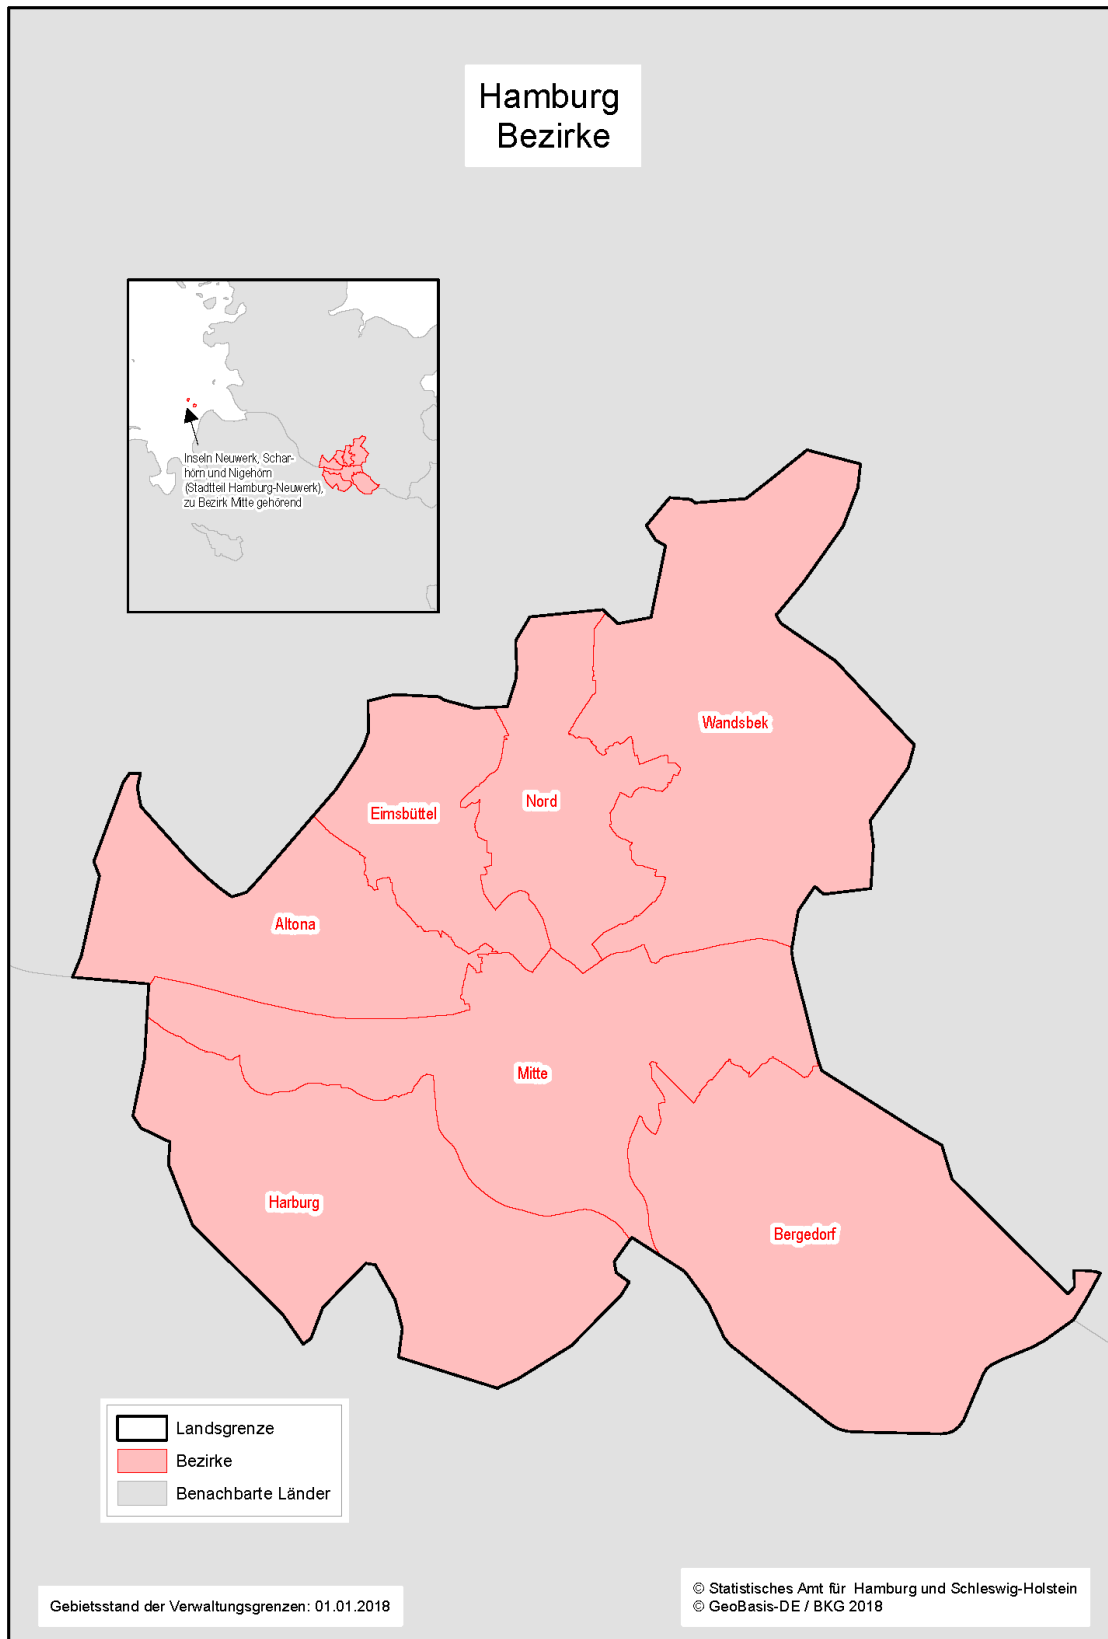 Hamburg
Bezirke
Inseln Neuwerk, Schar-
hörn und Nigehörn
(Stadtteil Hamburg-Neuwerk),
zu Bezirk Mitte gehörend
Wandsbek
Nord
Eimsbüttel
Altona
Mitte
Harburg
Bergedorf
Landsgrenze
Bezirke
Benachbarte Länder
Gebietsstand der Verwaltungsgrenzen: 01.01.2018
© Statistisches Amt für Hamburg und Schleswig-Holstein
© GeoBasis-DE / BKG 2018